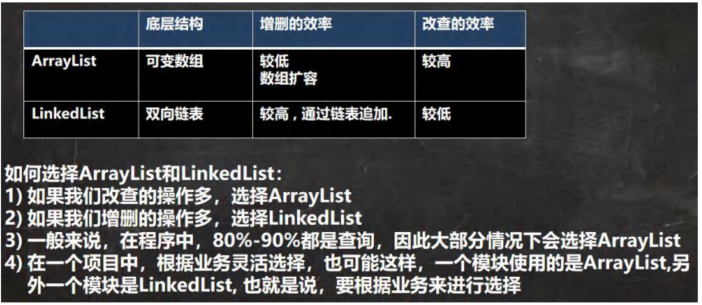 底层结构 增删的效率 改查的效率
ArrayList 可变数组 较低 较高
数组扩容
LinkedList 双向链表 较高，通过链表追加. 较低
如何选择ArrayList和LinkedList：
1) 如果我们改查的操作多，选择ArrayList
2) 如果我们增删的操作多，选择LinkedList
3) 一般来说，在程序中，80%-90%都是查询，因此大部分情况下会选择ArrayList
4) 在一个项目中，根据业务灵活选择，也可能这样，一个模块使用的是ArrayList,另
外一个模块是LinkedList, 也就是说，要根据业务来进行选择